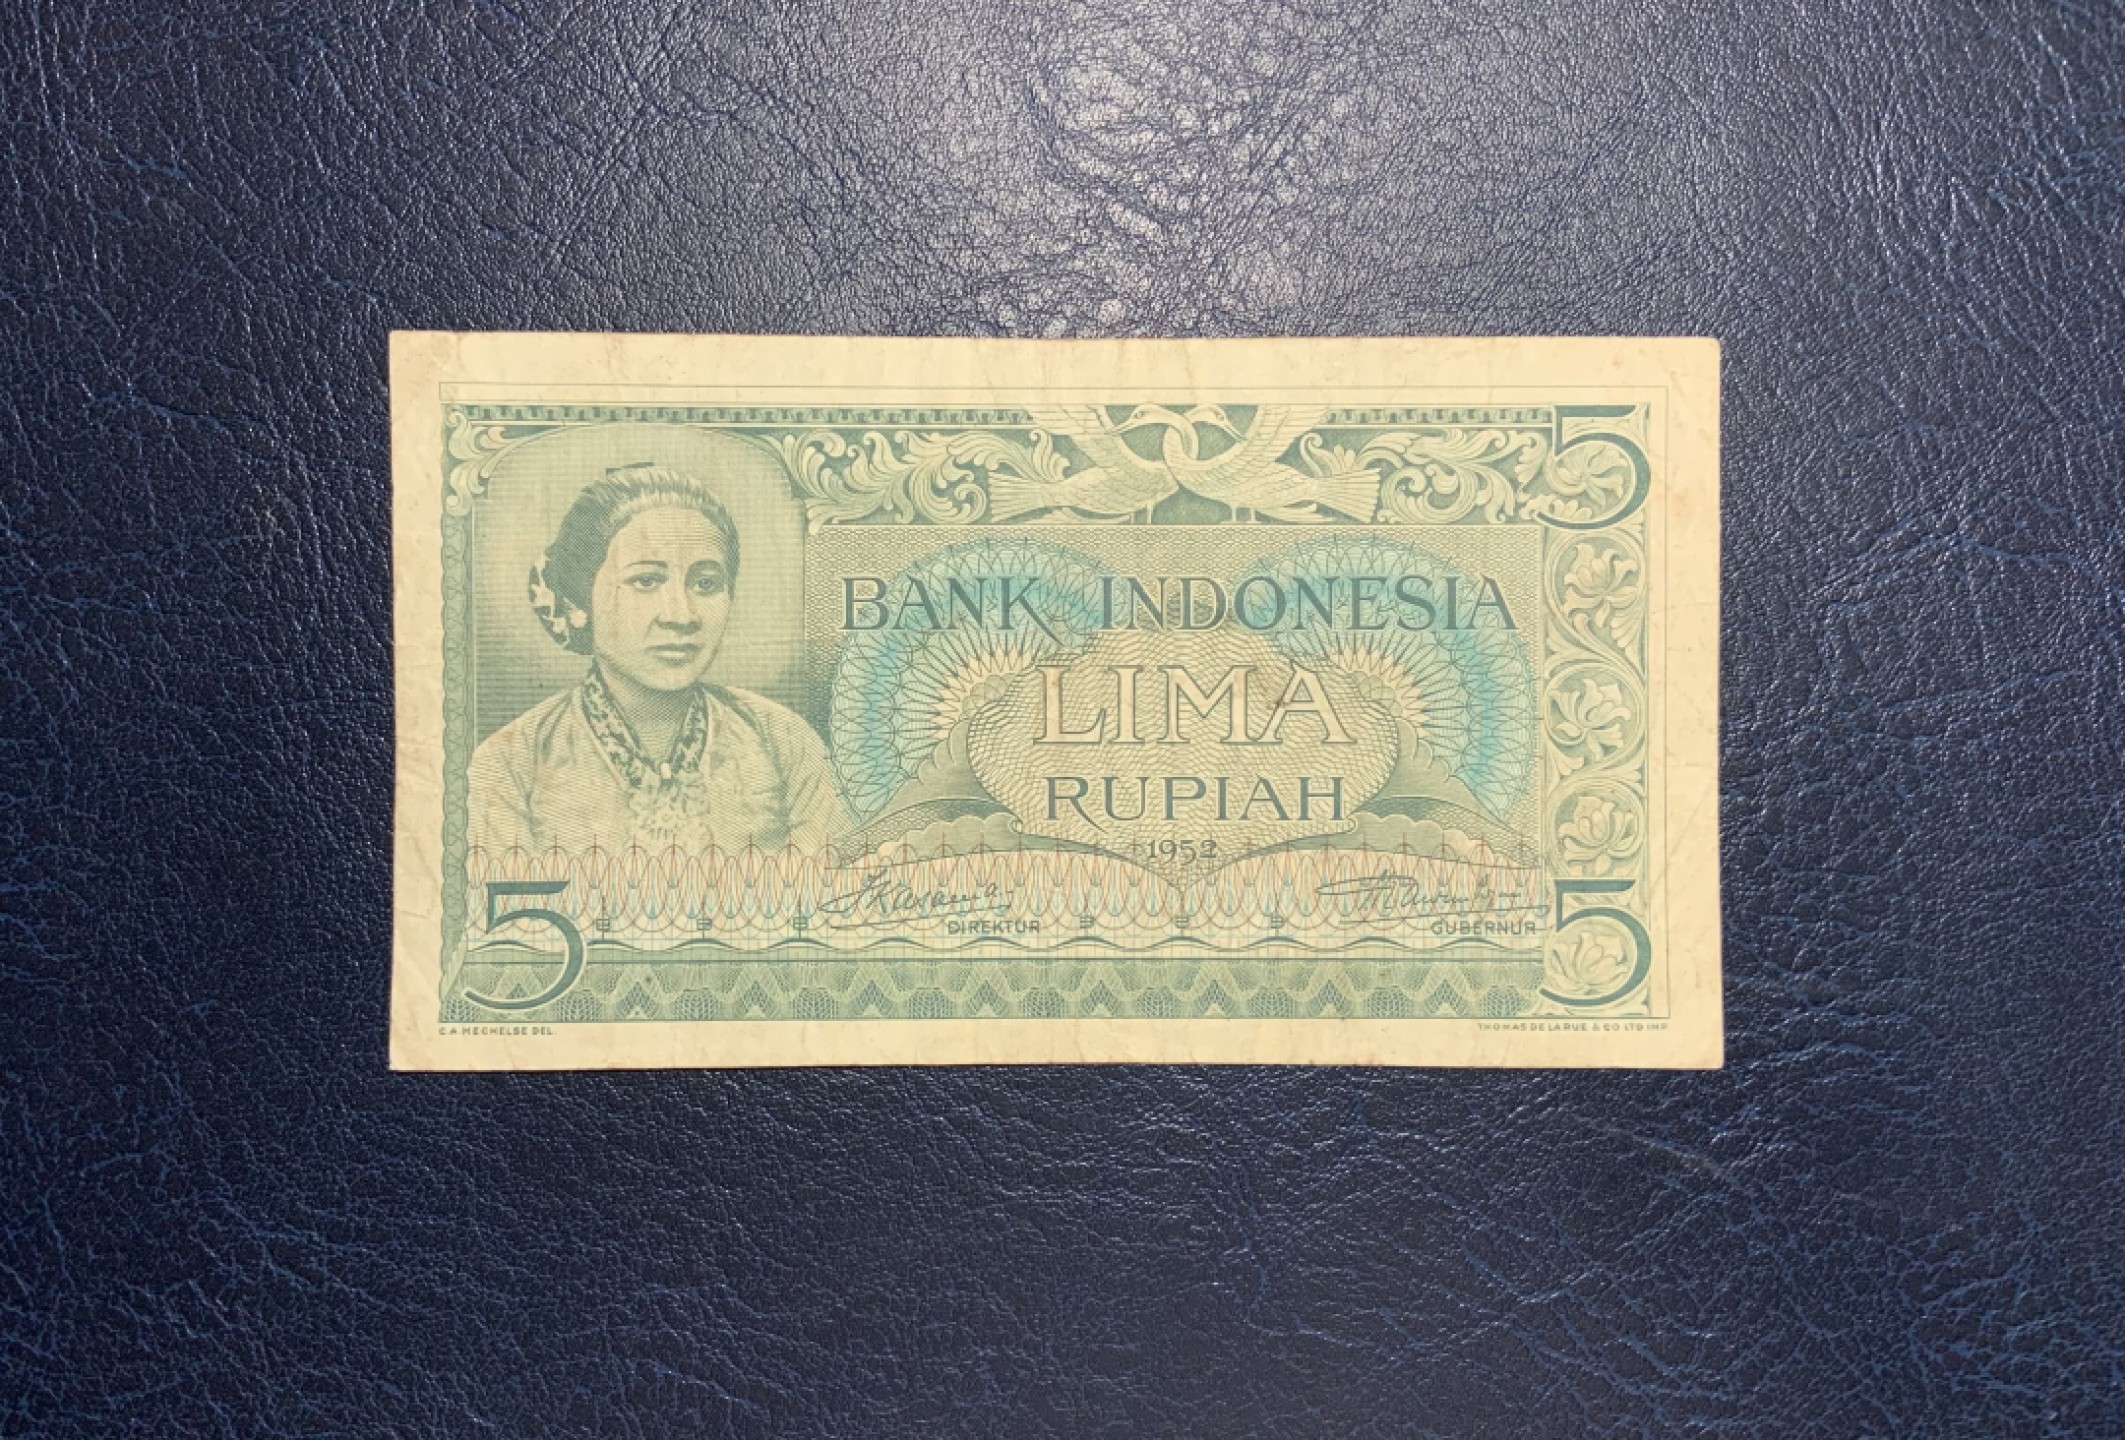 5
BANK INDONESIA
LIMA
RUPIAH
1952
DIREKTUR
GUBERNUR
5
5
C.A. MECHELSE DEL.
THOMAS DE LA RUE & CO LTD IMP.